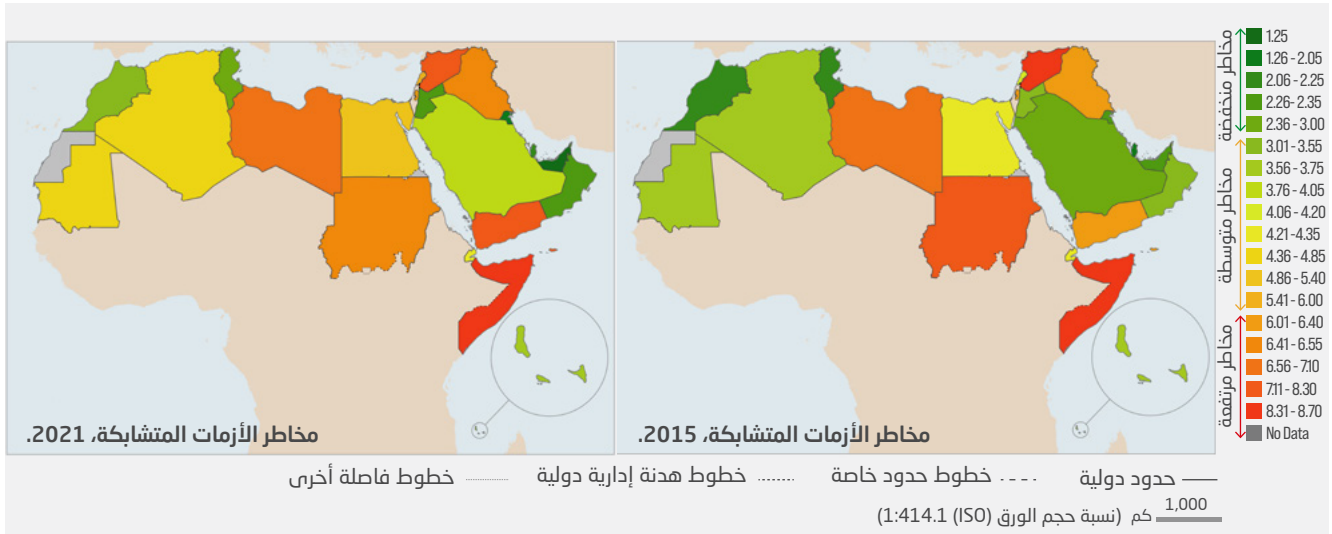 مخاطر منخفضة
مخاطر متوسطة
مخاطر مرتفعة
1.25
1.26 - 2.05
2.06 - 2.25
2.26 - 2.35
2.36 - 3.00
3.01 - 3.55
3.56 - 3.75
3.76 - 4.05
4.06 - 4.20
4.21 - 4.35
4.36 - 4.85
4.86 - 5.40
5.41 - 6.00
6.01 - 6.40
6.41 - 6.55
6.56 - 7.10
7.11 - 8.30
8.31 - 8.70
No Data
مخاطر الأزمات المتشابكة، 2015.
مخاطر الأزمات المتشابكة، 2021.
حدود دولية
خطوط حدود خاصة
خطوط هدنة إدارية دولية
خطوط فاصلة أخرى
1,000 كم (نسبة حجم الورق (ISO) 1:414.1)